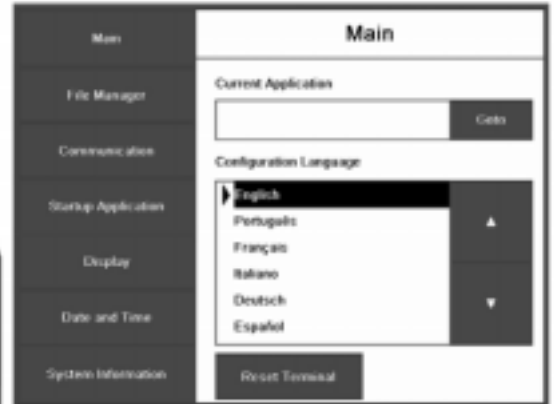 Main
File Manager
Communication
Startup Application
Display
Date and Time
System Information
Main
Current Application
Goto
Configuration Language
English
Português
Français
Italiano
Deutsch
Español
Reset Terminal